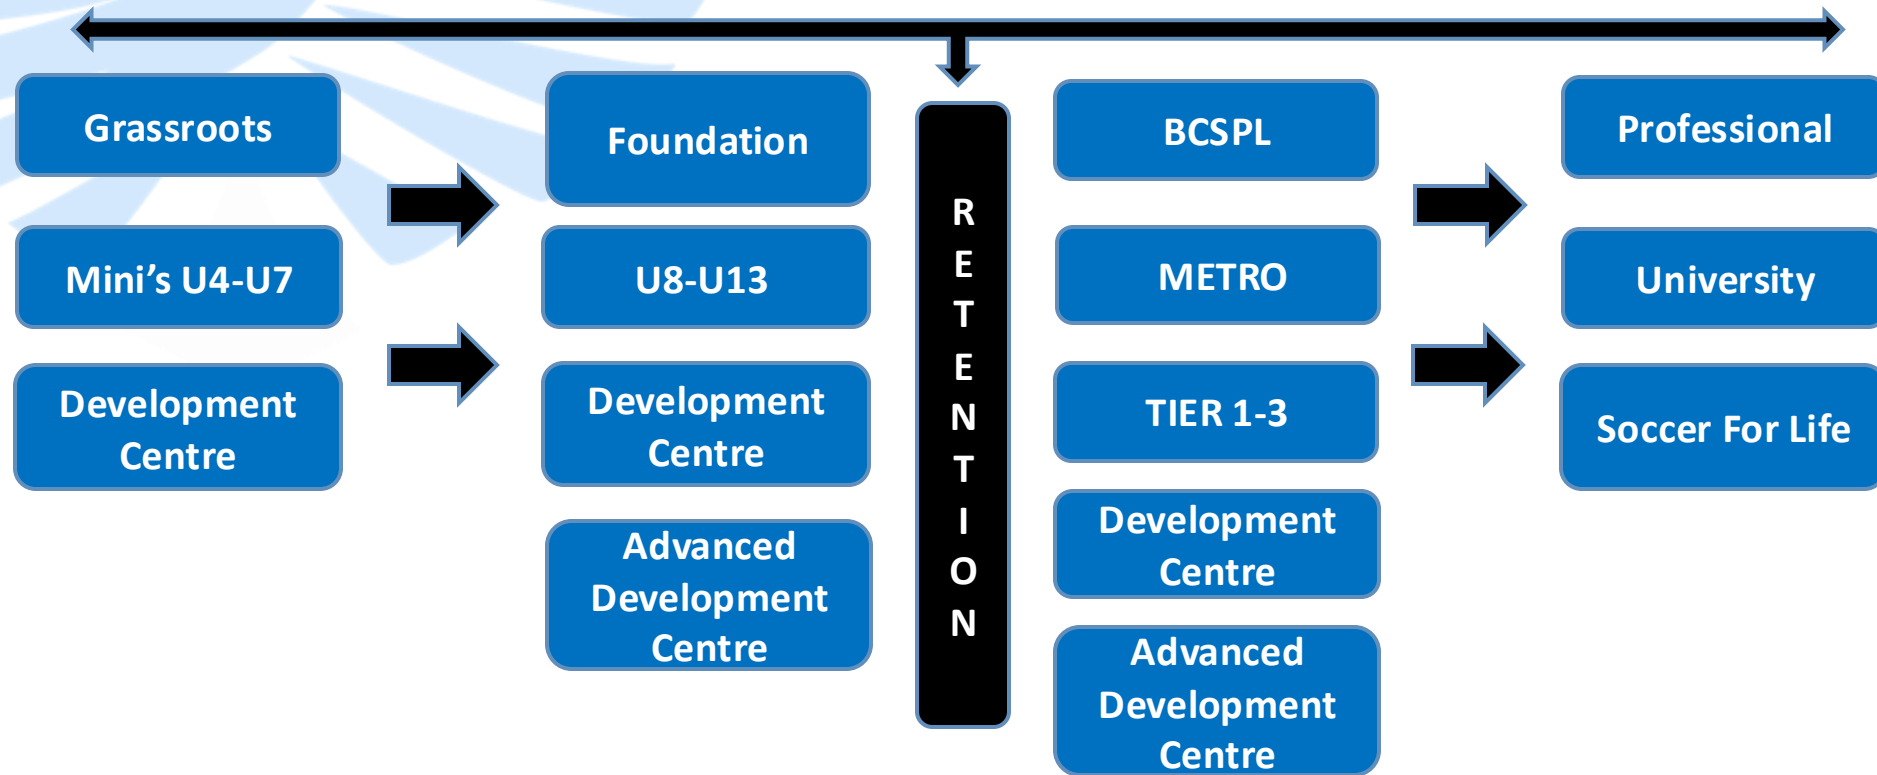 Grassroots
Mini's U4-U7
Development
Centre
Foundation
U8-U13
Development
Centre
Advanced
Development
Centre
R
E
T
E
N
T
I
O
N
BCSPL
METRO
TIER 1-3
Development
Centre
Advanced
Development
Centre
Professional
University
Soccer For Life